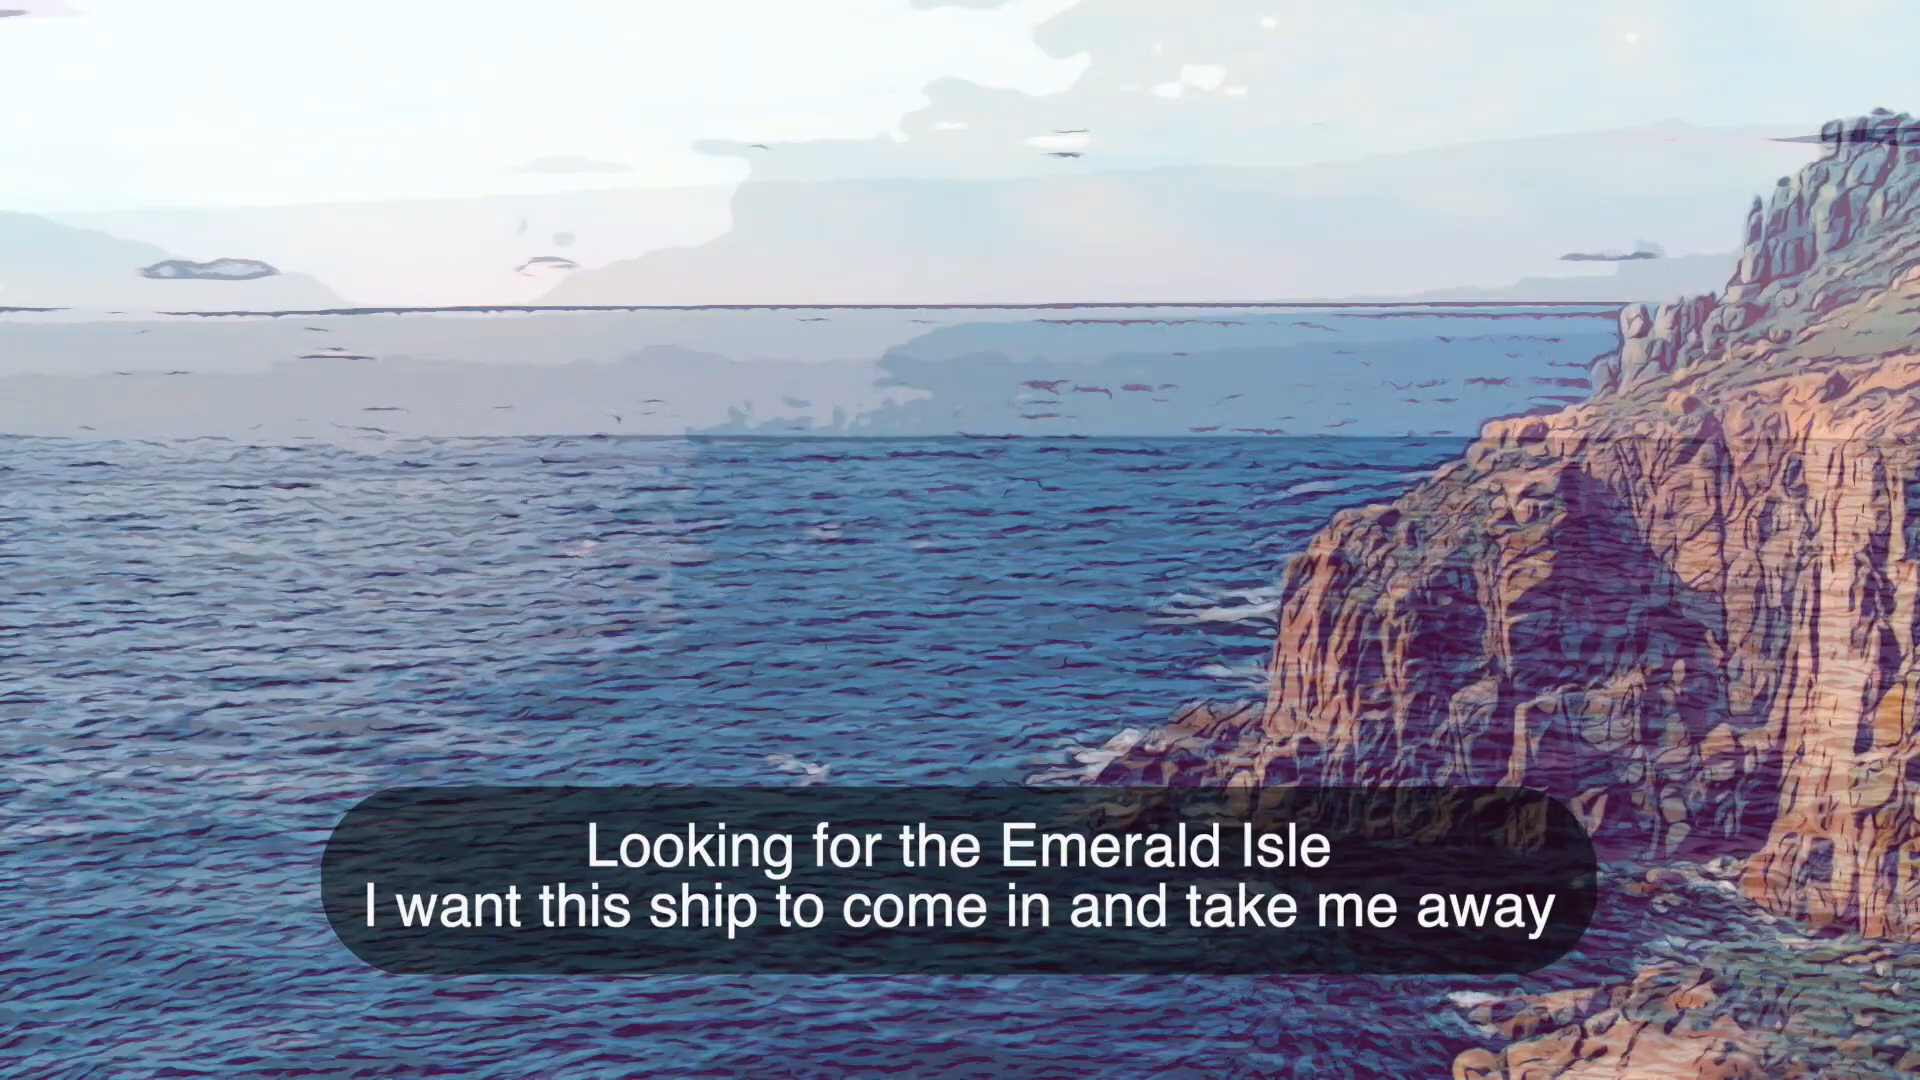 Looking for the Emerald Isle
I want this ship to come in and take me away